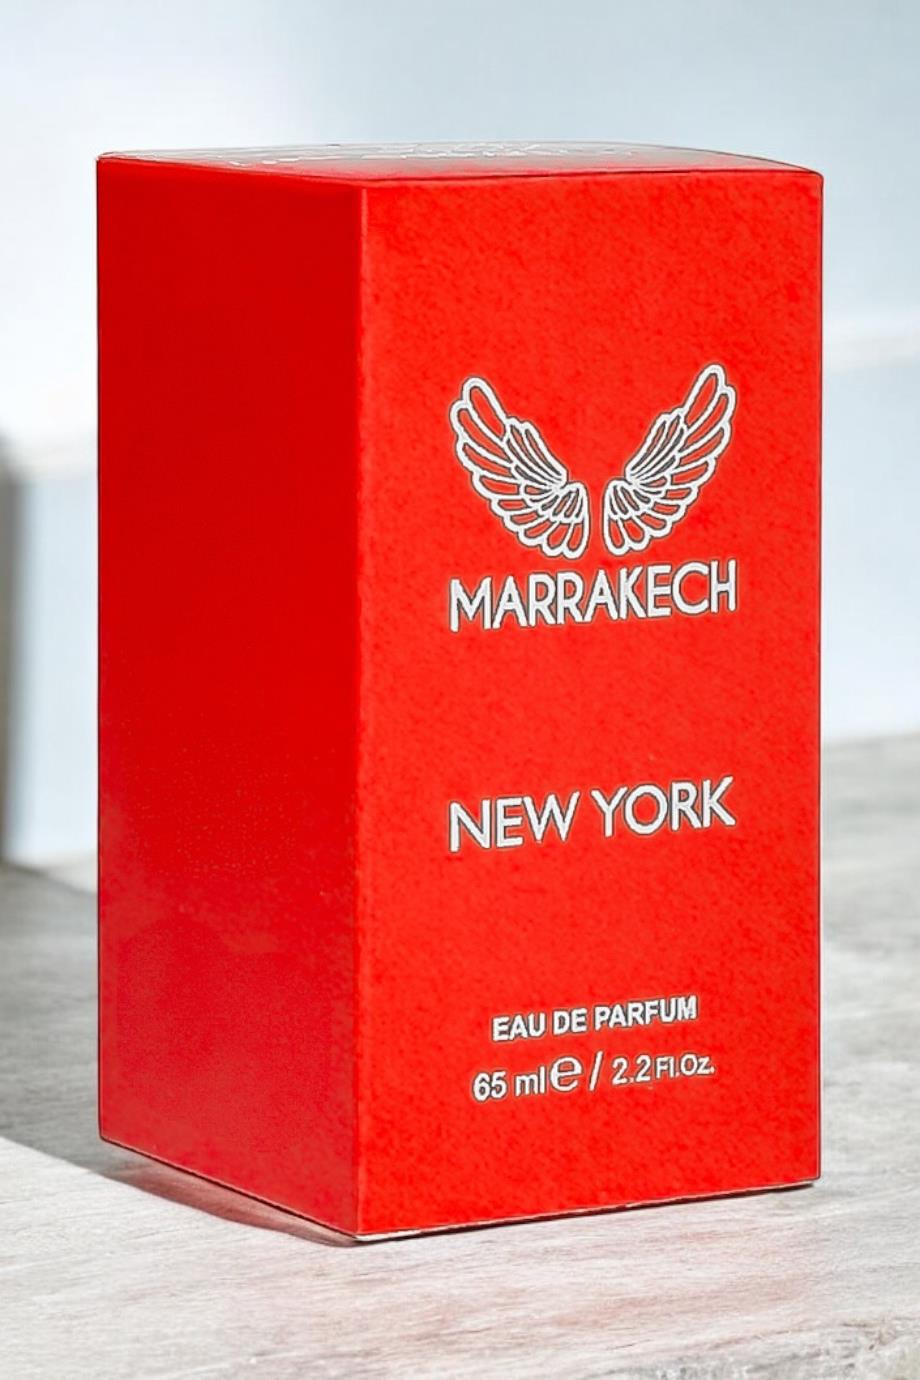 MARRAKECH
NEW YORK
EAU DE PARFUM
65 ml℮ / 2.2 Fl.Oz.